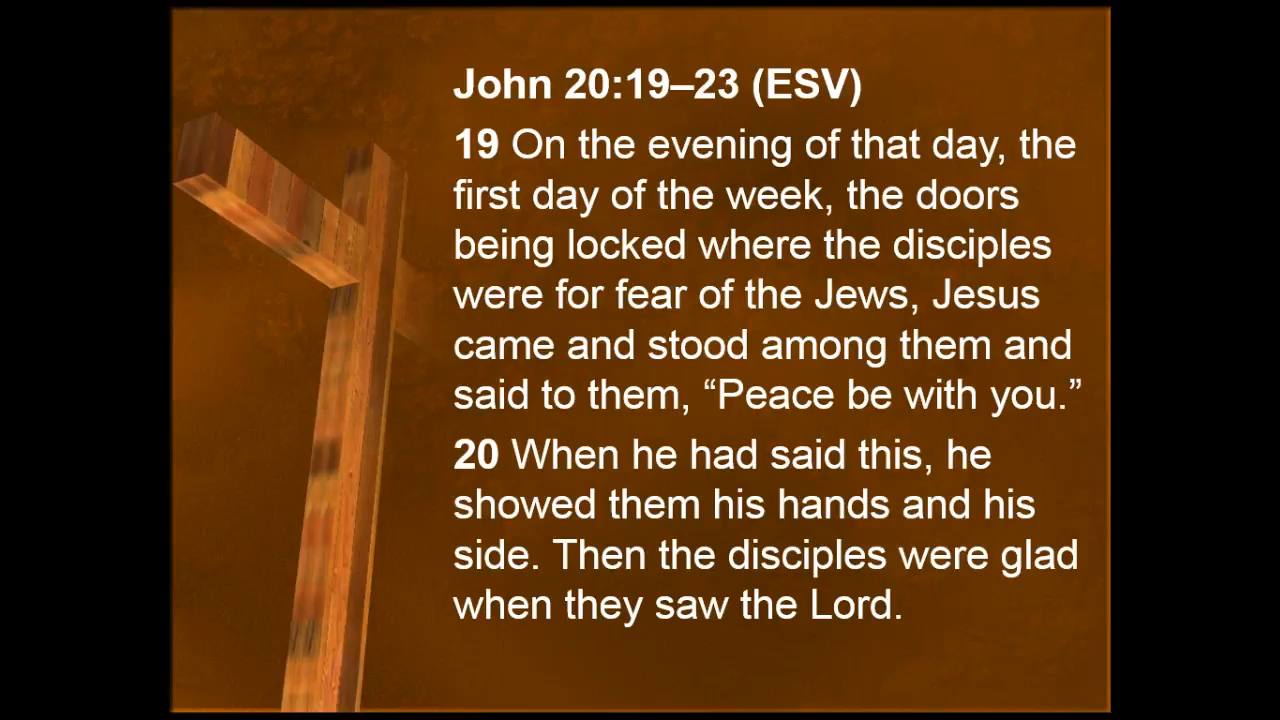 John 20:19–23 (ESV)
19 On the evening of that day, the
first day of the week, the doors
being locked where the disciples
were for fear of the Jews, Jesus
came and stood among them and
said to them, “Peace be with you.”
20 When he had said this, he
showed them his hands and his
side. Then the disciples were glad
when they saw the Lord.